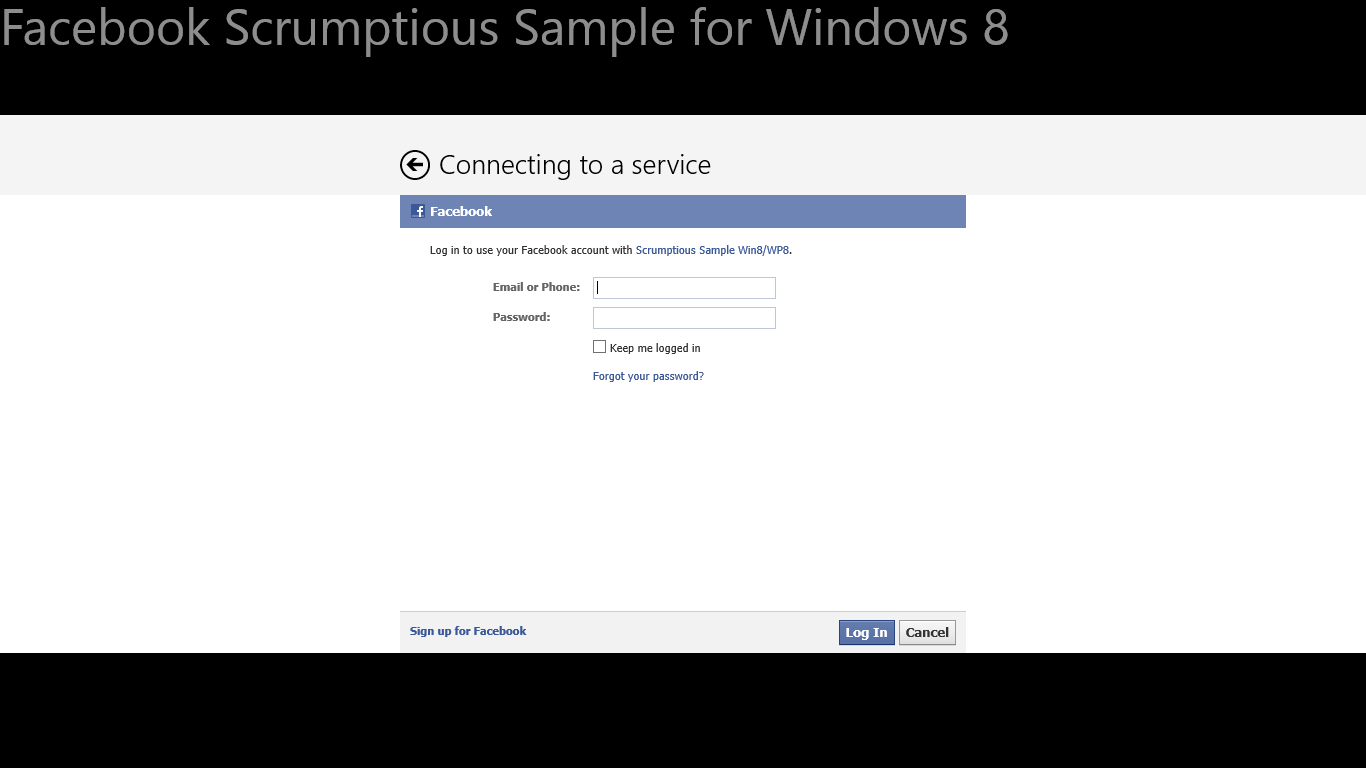 Facebook Scrumptious Sample for Windows 8
Connecting to a service
Facebook
Log in to use your Facebook account with Scrumptious Sample Win8/WP8.
Email or Phone:
Password:
Keep me logged in
Forgot your password?
Sign up for Facebook
Log In Cancel